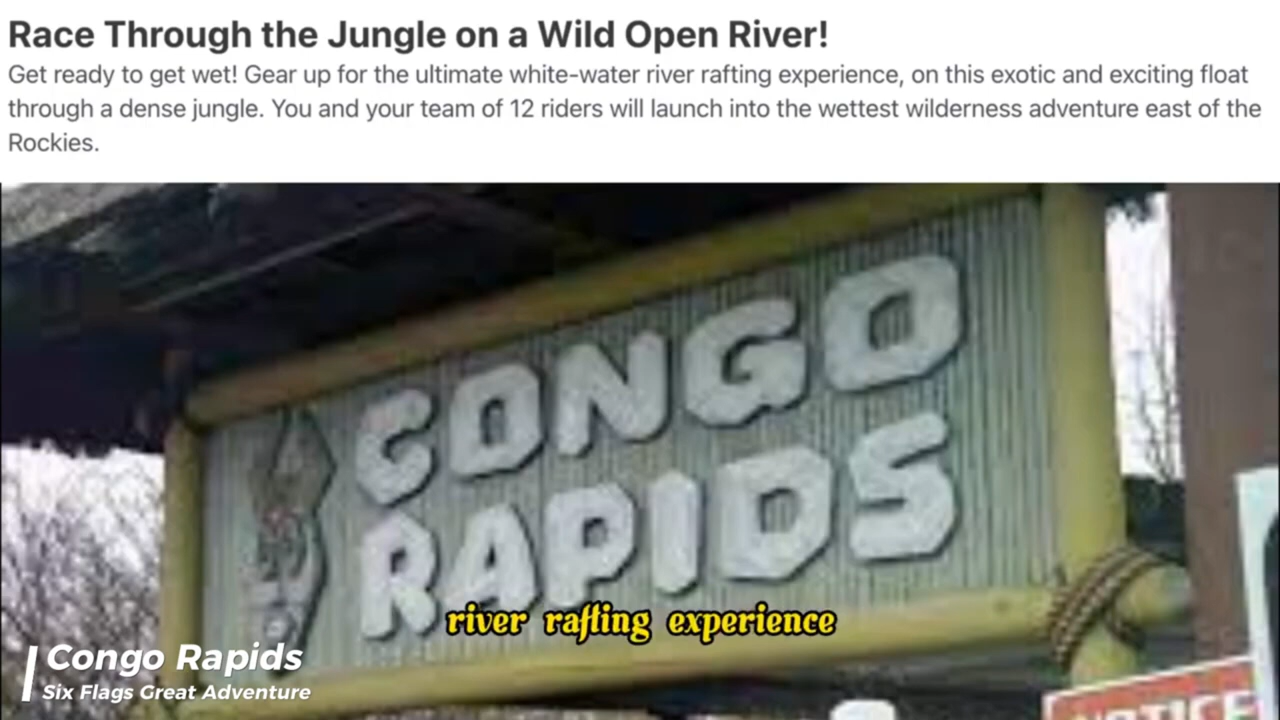 Race Through the Jungle on a Wild Open River!
Get ready to get wet! Gear up for the ultimate white-water river rafting experience, on this exotic and exciting float
through a dense jungle. You and your team of 12 riders will launch into the wettest wilderness adventure east of the
Rockies.
CONGO
RAPIDS
river rafting experience
Congo Rapids
Six Flags Great Adventure
NOTICE